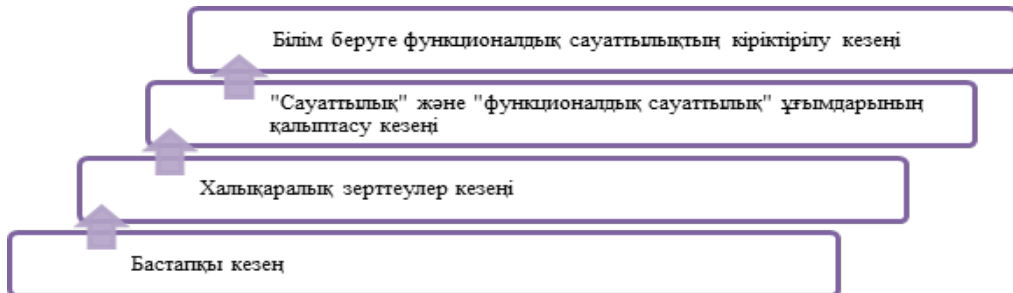 Білім беруге функционалдық сауаттылықтың кіріктірілу кезеңі
"Сауаттылық" және "функционалдық сауаттылық" ұғымдарының
қалыптасу кезеңі
Халықаралық зерттеулер кезеңі
Бастапқы кезең